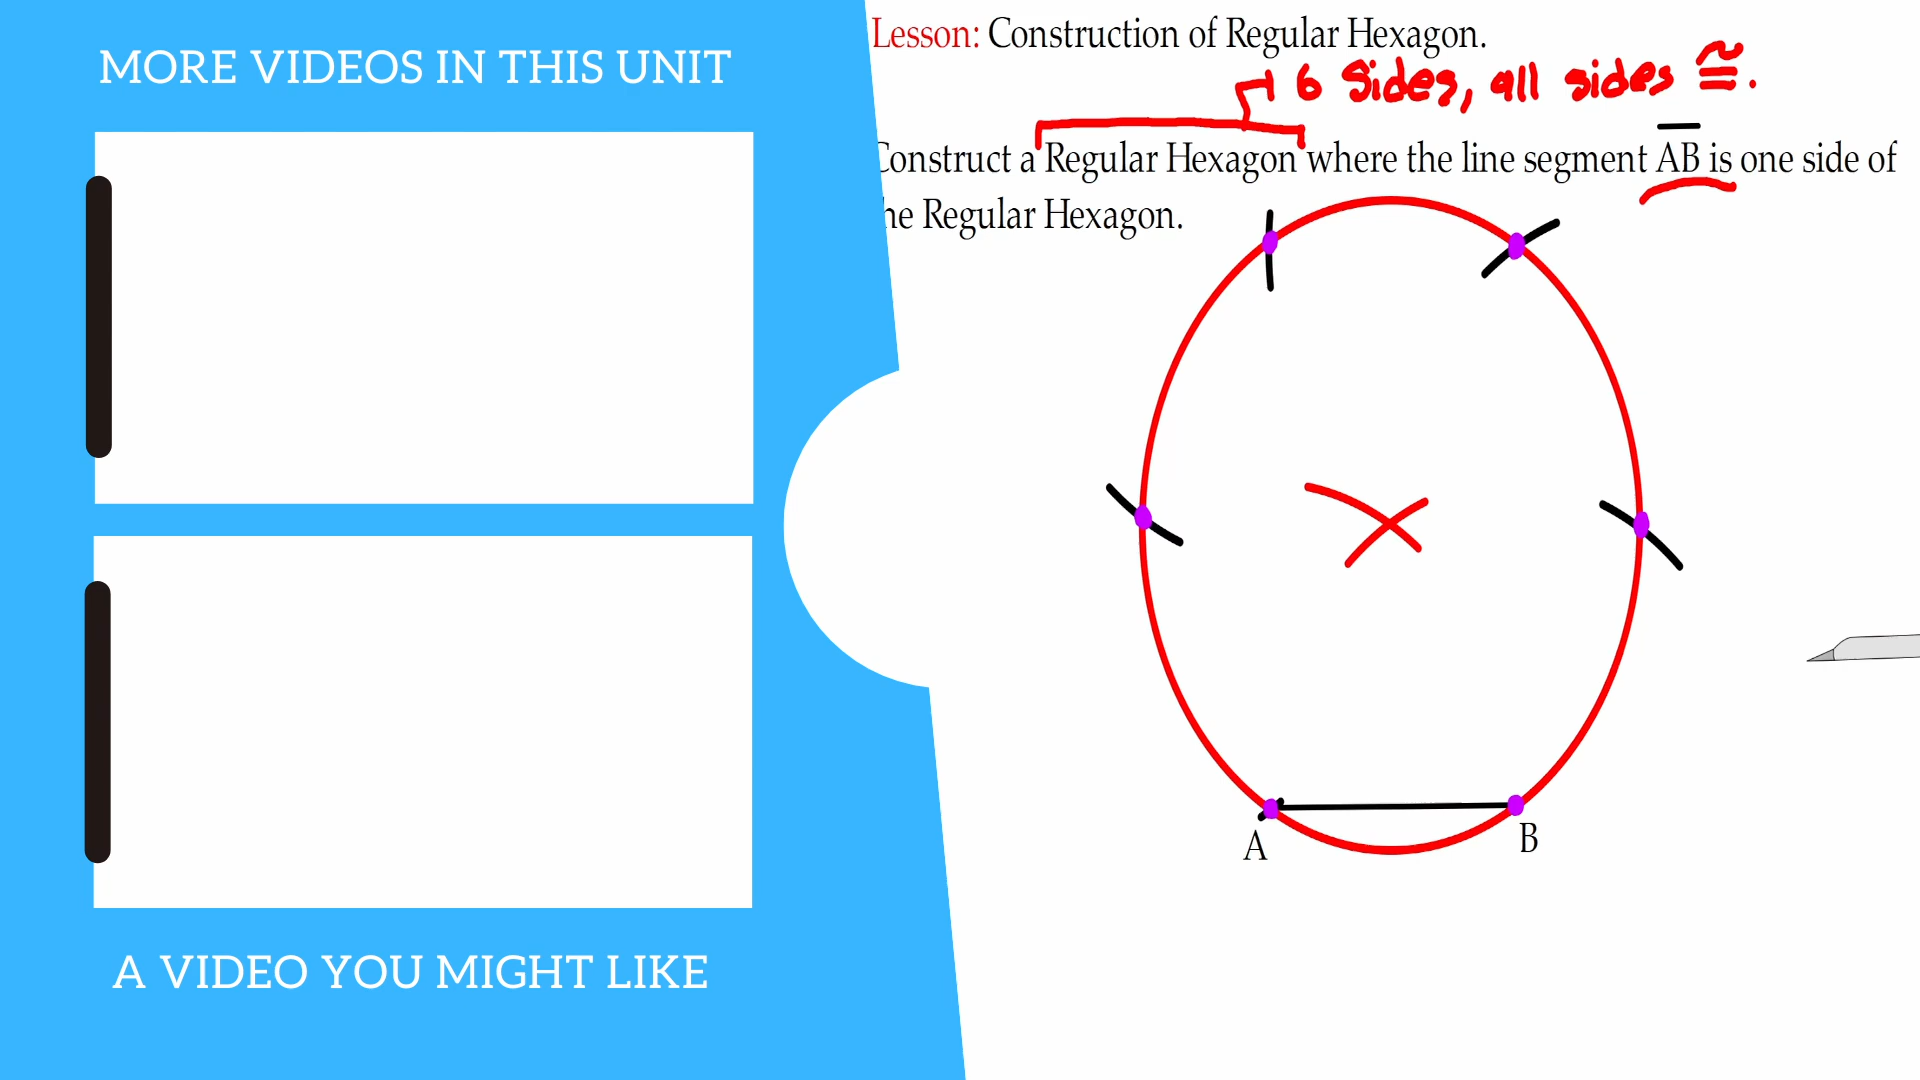 MORE VIDEOS IN THIS UNIT
A VIDEO YOU MIGHT LIKE
Lesson: Construction of Regular Hexagon.
6 Sides, all sides ≅.
Construct a Regular Hexagon where the line segment AB is one side of
he Regular Hexagon.
A
B